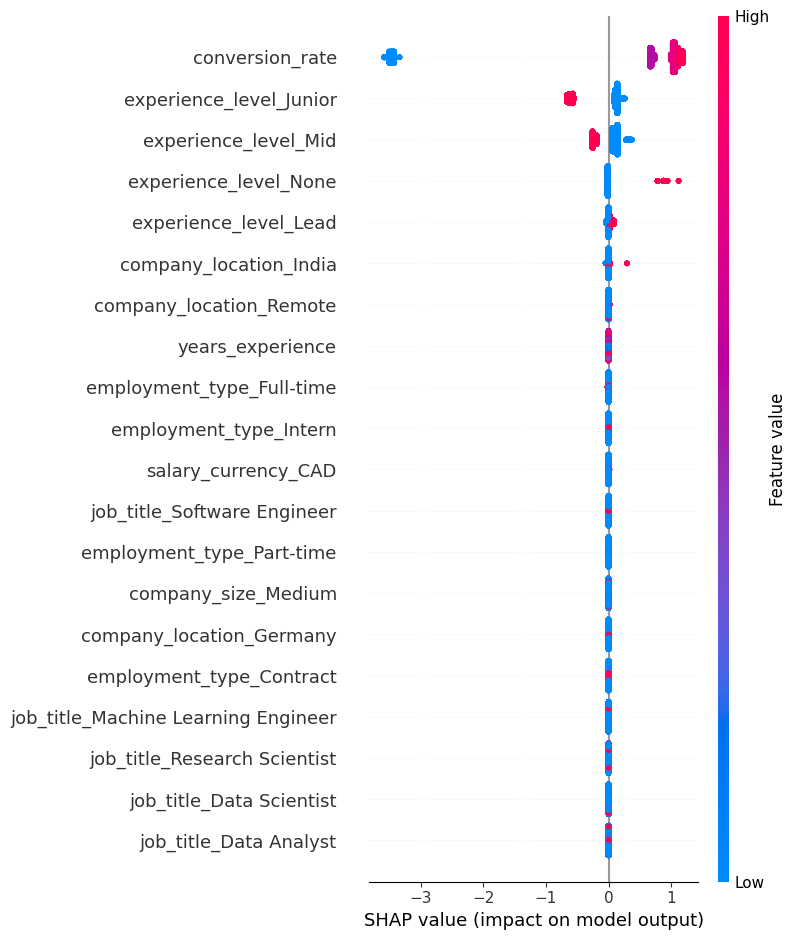 High
conversion_rate
experience_level_Junior
experience_level_Mid
experience_level_None
experience_level_Lead
company_location_India
company_location_Remote
years_experience
employment_type_Full-time
employment_type_Intern
salary_currency_CAD
job_title_Software Engineer
employment_type_Part-time
company_size_Medium
company_location_Germany
employment_type_Contract
job_title_Machine Learning Engineer
job_title_Research Scientist
job_title_Data Scientist
job_title_Data Analyst
Feature value
Low
−3 −2 −1 0 1
SHAP value (impact on model output)